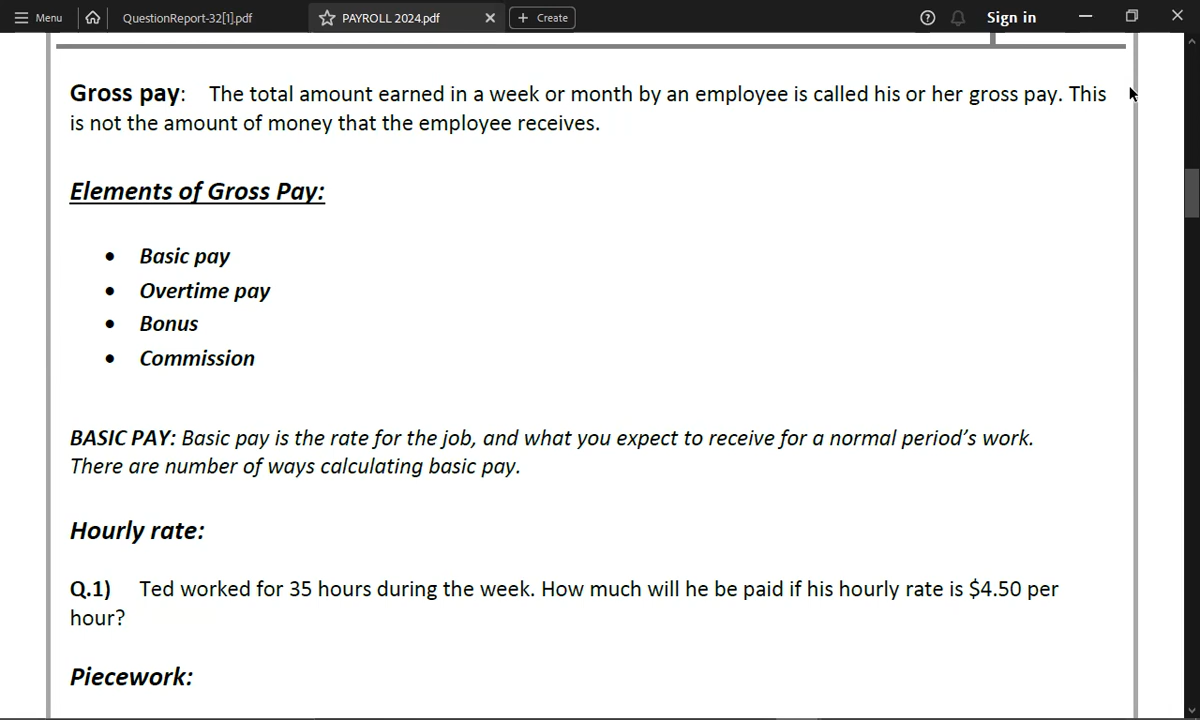 Menu QuestionReport-32[1].pdf PAYROLL 2024.pdf + Create Sign in
Gross pay: The total amount earned in a week or month by an employee is called his or her gross pay. This
is not the amount of money that the employee receives.
Elements of Gross Pay:
• Basic pay
• Overtime pay
• Bonus
• Commission
BASIC PAY: Basic pay is the rate for the job, and what you expect to receive for a normal period's work.
There are number of ways calculating basic pay.
Hourly rate:
Q.1) Ted worked for 35 hours during the week. How much will he be paid if his hourly rate is $4.50 per
hour?
Piecework: